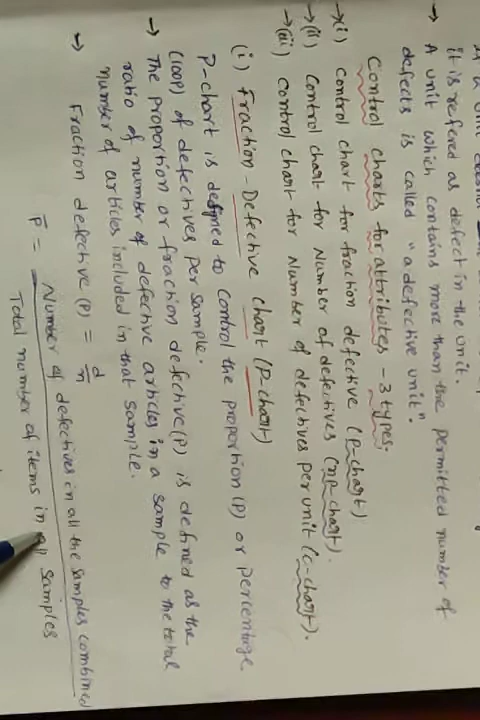 it is refered as defect in the unit.
→ A unit which contains more than the permitted number of
defects is called "a defective unit".
Control charts for attributes - 3 types.
→(i) control chart for fraction defective (p-chart)
→(ii) Control chart for Number of defectives (np-chart).
→(iii) control chart for Number of defectives per unit (c-chart).
(i) Fraction Defective chart (P-chart)
P-chart is designed to control the proportion (P) or percentage
(100P) of defectives per sample.
→ The proportion or fraction defective (P) is defined as the
ratio of number of defective articles in a sample to the total
number of articles included in that sample.
→ Fraction defective (P) = d/n
P̅ = Number of defectives in all the samples combined
Total number of items in all samples